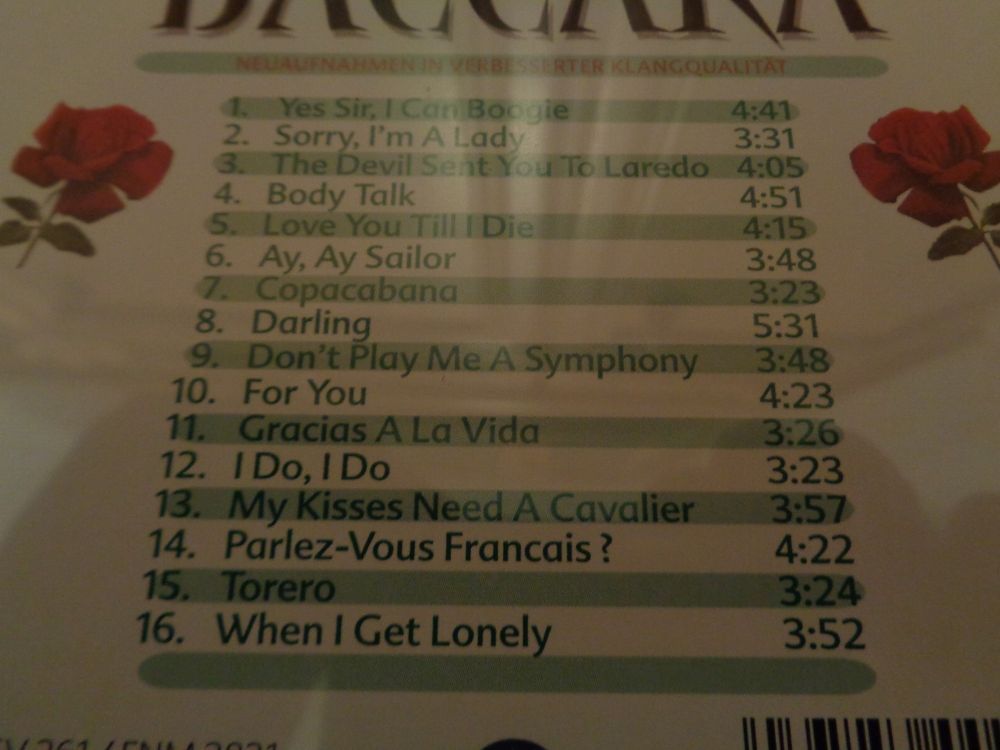 BACCARA
NEUAUFNAHMEN IN VERBESSERTER KLANGQUALITÄT
1. Yes Sir, I Can Boogie 4:41
2. Sorry, I'm A Lady 3:31
3. The Devil Sent You To Laredo 4:05
4. Body Talk 4:51
5. Love You Till I Die 4:15
6. Ay, Ay Sailor 3:48
7. Copacabana 3:23
8. Darling 5:31
9. Don't Play Me A Symphony 3:48
10. For You 4:23
11. Gracias A La Vida 3:26
12. I Do, I Do 3:23
13. My Kisses Need A Cavalier 3:57
14. Parlez-Vous Francais ? 4:22
15. Torero 3:24
16. When I Get Lonely 3:52